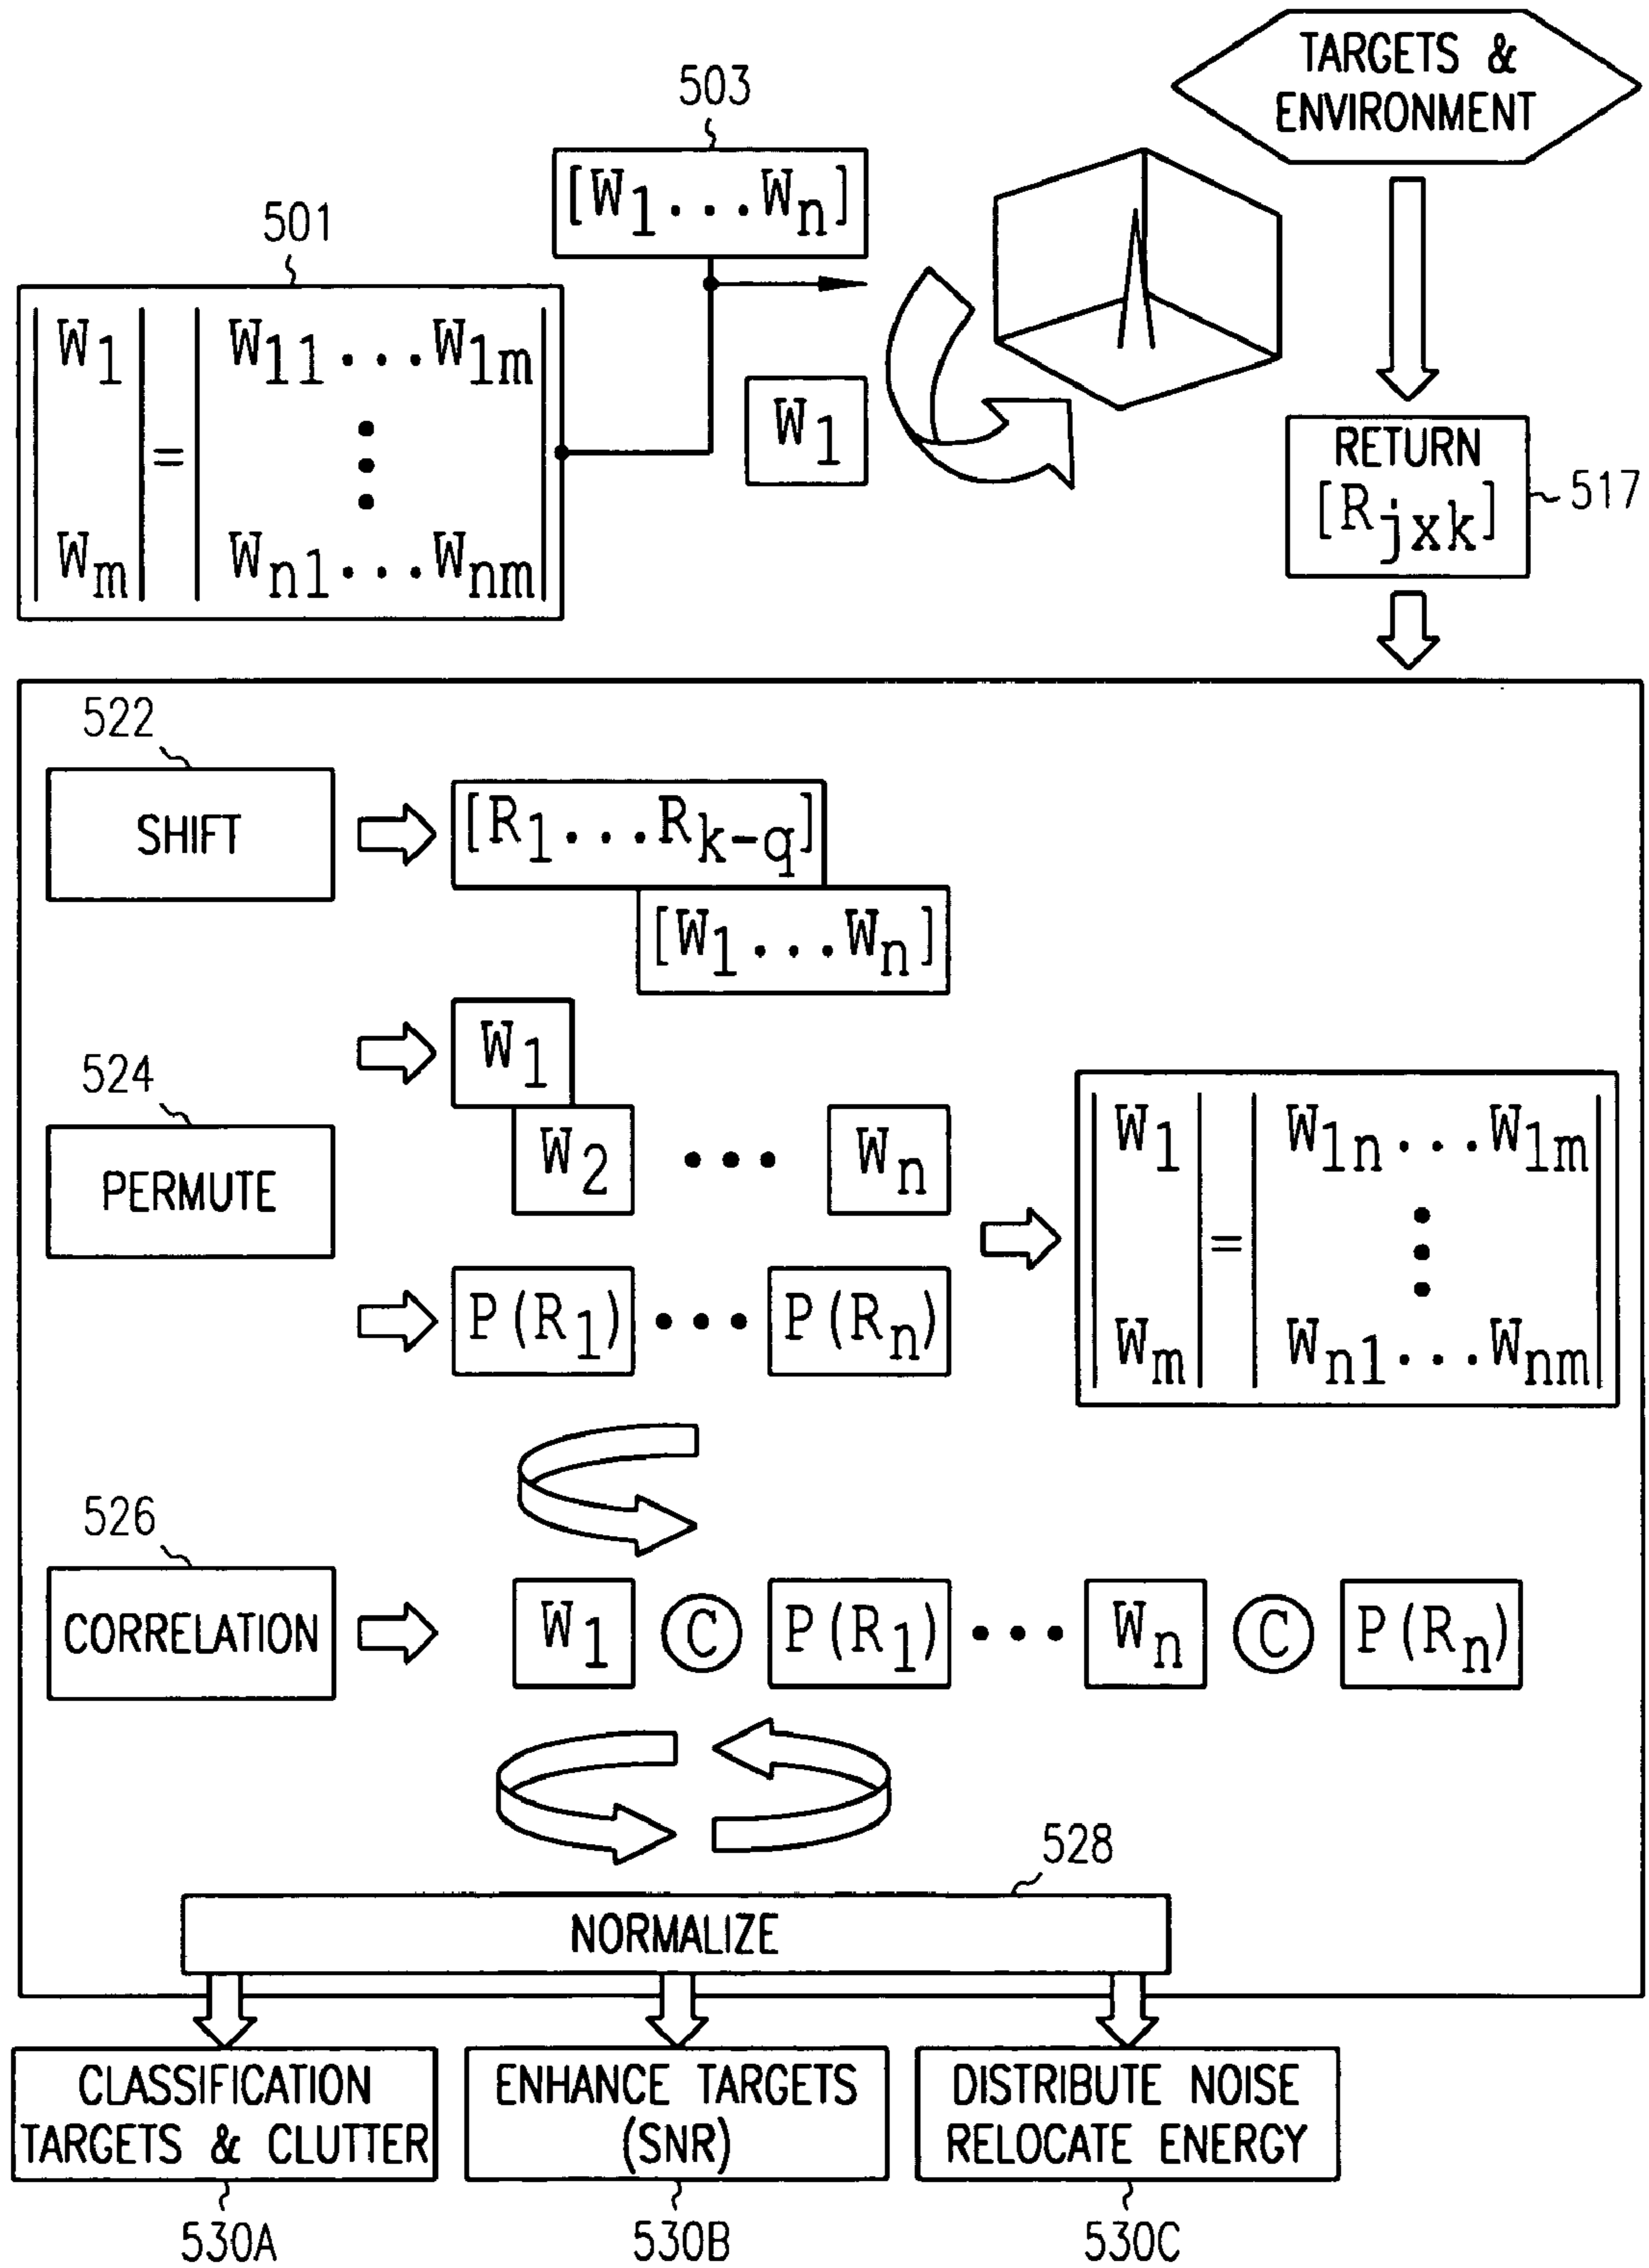 TARGETS &
ENVIRONMENT
503
[W1...Wn]
501
W1 = W11...W1m
Wm Wn1...Wnm
W1
RETURN
[Rjxk]
517
522
SHIFT
[R1...Rk-q]
[W1...Wn]
W1
524
PERMUTE
W2 ... Wn
P(R1) ... P(Rn)
W1 = W1n...W1m
Wm Wn1...Wnm
526
CORRELATION
W1 C P(R1) ... Wn C P(Rn)
528
NORMALIZE
CLASSIFICATION
TARGETS & CLUTTER
530A
ENHANCE TARGETS
(SNR)
530B
DISTRIBUTE NOISE
RELOCATE ENERGY
530C